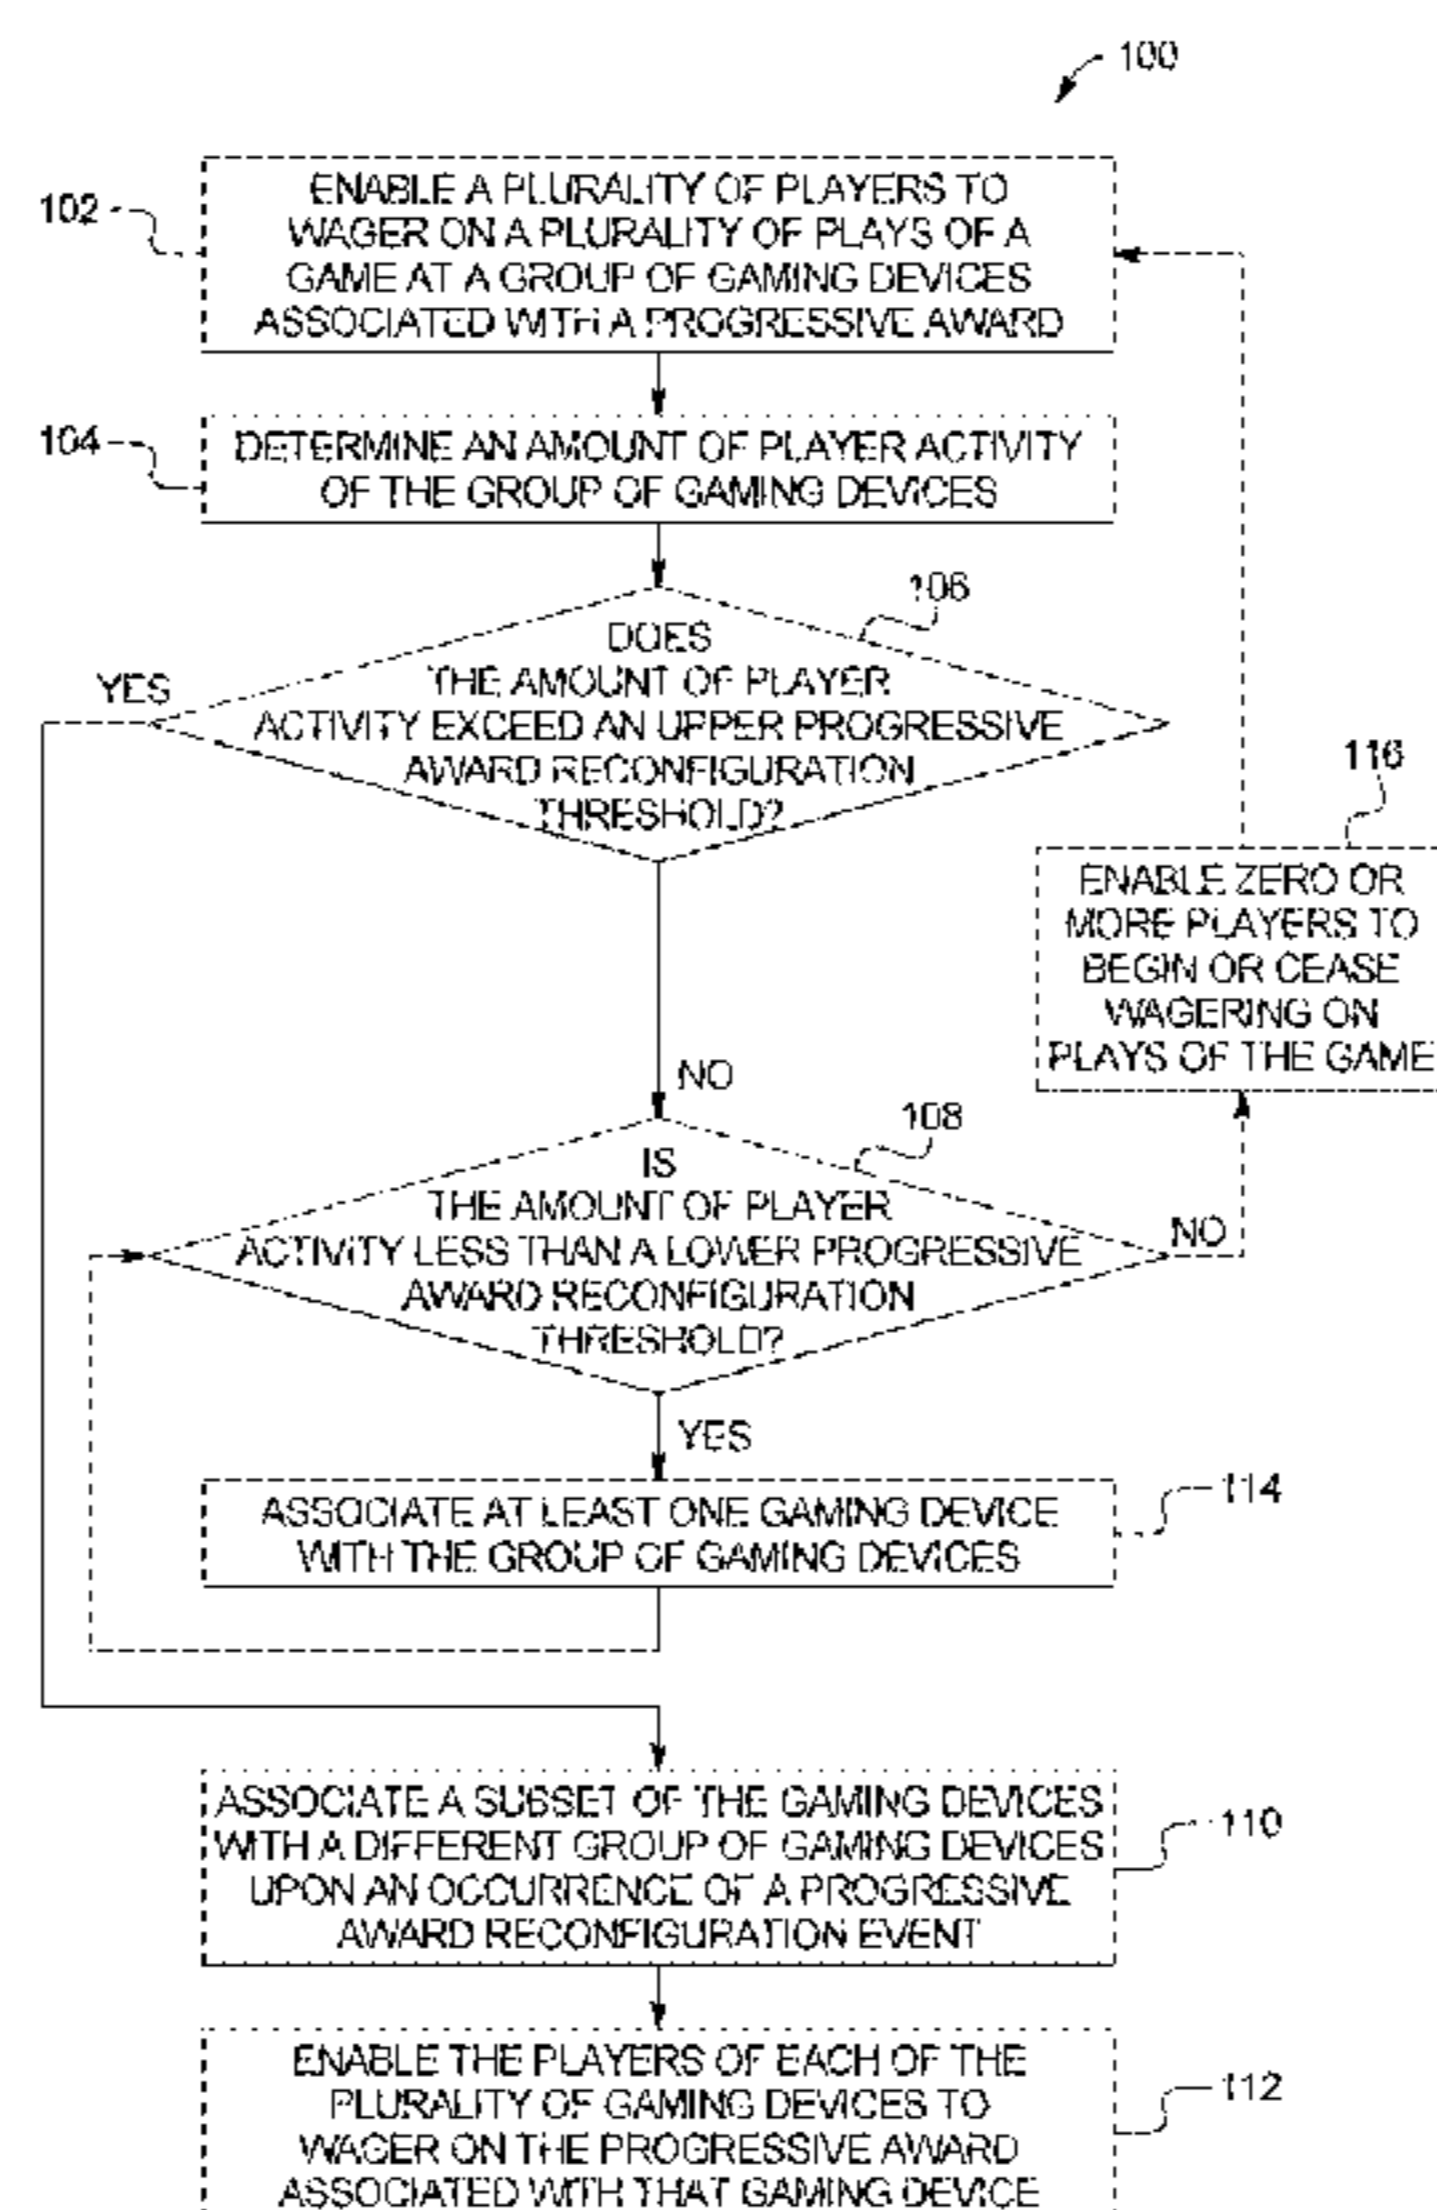 100
102
ENABLE A PLURALITY OF PLAYERS TO
WAGER ON A PLURALITY OF PLAYS OF A
GAME AT A GROUP OF GAMING DEVICES
ASSOCIATED WITH A PROGRESSIVE AWARD
104
DETERMINE AN AMOUNT OF PLAYER ACTIVITY
OF THE GROUP OF GAMING DEVICES
106
DOES
THE AMOUNT OF PLAYER
ACTIVITY EXCEED AN UPPER PROGRESSIVE
AWARD RECONFIGURATION
THRESHOLD?
YES
NO
116
ENABLE ZERO OR
MORE PLAYERS TO
BEGIN OR CEASE
WAGERING ON
PLAYS OF THE GAME
108
IS
THE AMOUNT OF PLAYER
ACTIVITY LESS THAN A LOWER PROGRESSIVE
AWARD RECONFIGURATION
THRESHOLD?
NO
YES
ASSOCIATE AT LEAST ONE GAMING DEVICE
WITH THE GROUP OF GAMING DEVICES
114
ASSOCIATE A SUBSET OF THE GAMING DEVICES
WITH A DIFFERENT GROUP OF GAMING DEVICES
UPON AN OCCURRENCE OF A PROGRESSIVE
AWARD RECONFIGURATION EVENT
110
ENABLE THE PLAYERS OF EACH OF THE
PLURALITY OF GAMING DEVICES TO
WAGER ON THE PROGRESSIVE AWARD
ASSOCIATED WITH THAT GAMING DEVICE
112